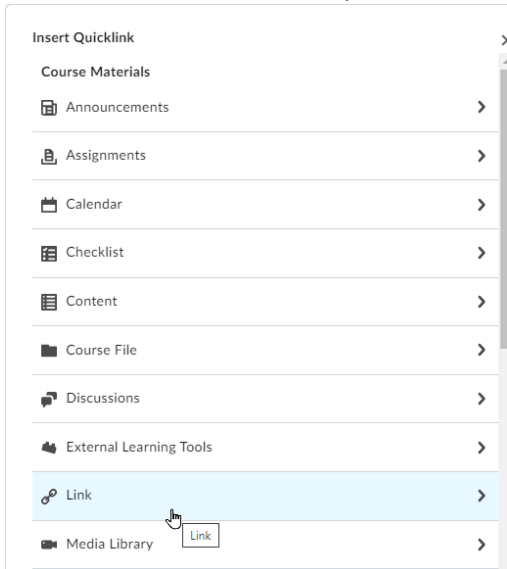 Insert Quicklink
Course Materials
Announcements
Assignments
Calendar
Checklist
Content
Course File
Discussions
External Learning Tools
Link
Link
Media Library